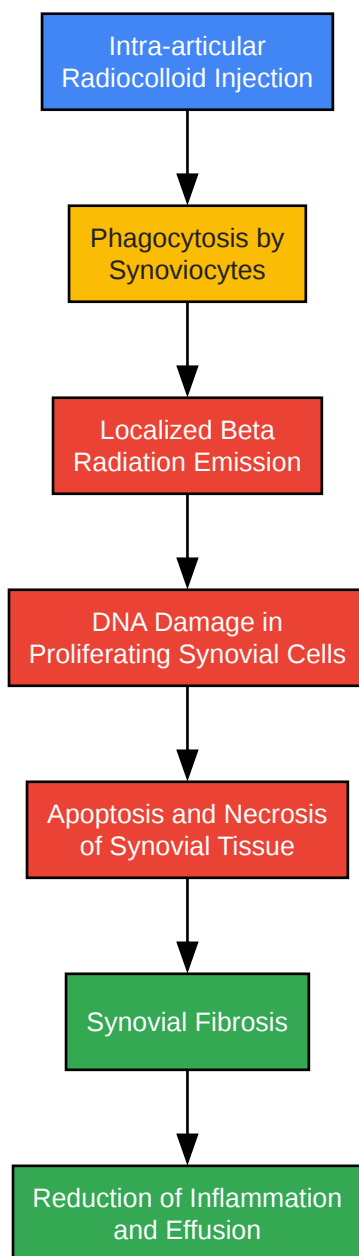 Intra-articular
Radiocolloid Injection
Phagocytosis by
Synoviocytes
Localized Beta
Radiation Emission
DNA Damage in
Proliferating Synovial Cells
Apoptosis and Necrosis
of Synovial Tissue
Synovial Fibrosis
Reduction of Inflammation
and Effusion